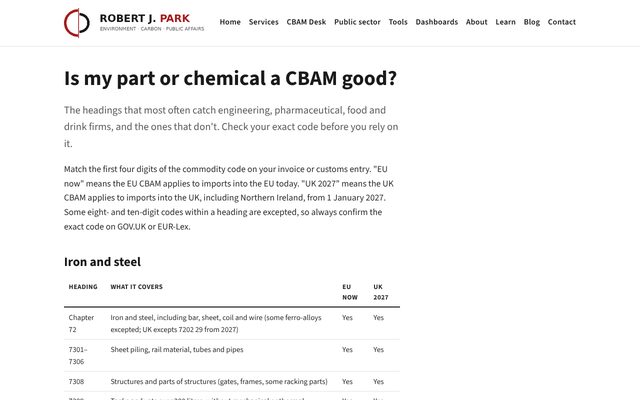 ROBERT J. PARK
ENVIRONMENT · CARBON · PUBLIC AFFAIRS
Home Services CBAM Desk Public sector Tools Dashboards About Learn Blog Contact
Is my part or chemical a CBAM good?
The headings that most often catch engineering, pharmaceutical, food and
drink firms, and the ones that don't. Check your exact code before you rely on
it.
Match the first four digits of the commodity code on your invoice or customs entry. "EU
now" means the EU CBAM applies to imports into the EU today. "UK 2027" means the UK
CBAM applies to imports into the UK, including Northern Ireland, from 1 January 2027.
Some eight- and ten-digit codes within a heading are excepted, so always confirm the
exact code on GOV.UK or EUR-Lex.
Iron and steel
HEADING WHAT IT COVERS EU NOW UK 2027
Chapter 72 Iron and steel, including bar, sheet, coil and wire (some ferro-alloys excepted; UK excepts 7202 29 from 2027) Yes Yes
7301–7306 Sheet piling, rail material, tubes and pipes Yes Yes
7308 Structures and parts of structures (gates, frames, some racking parts) Yes Yes